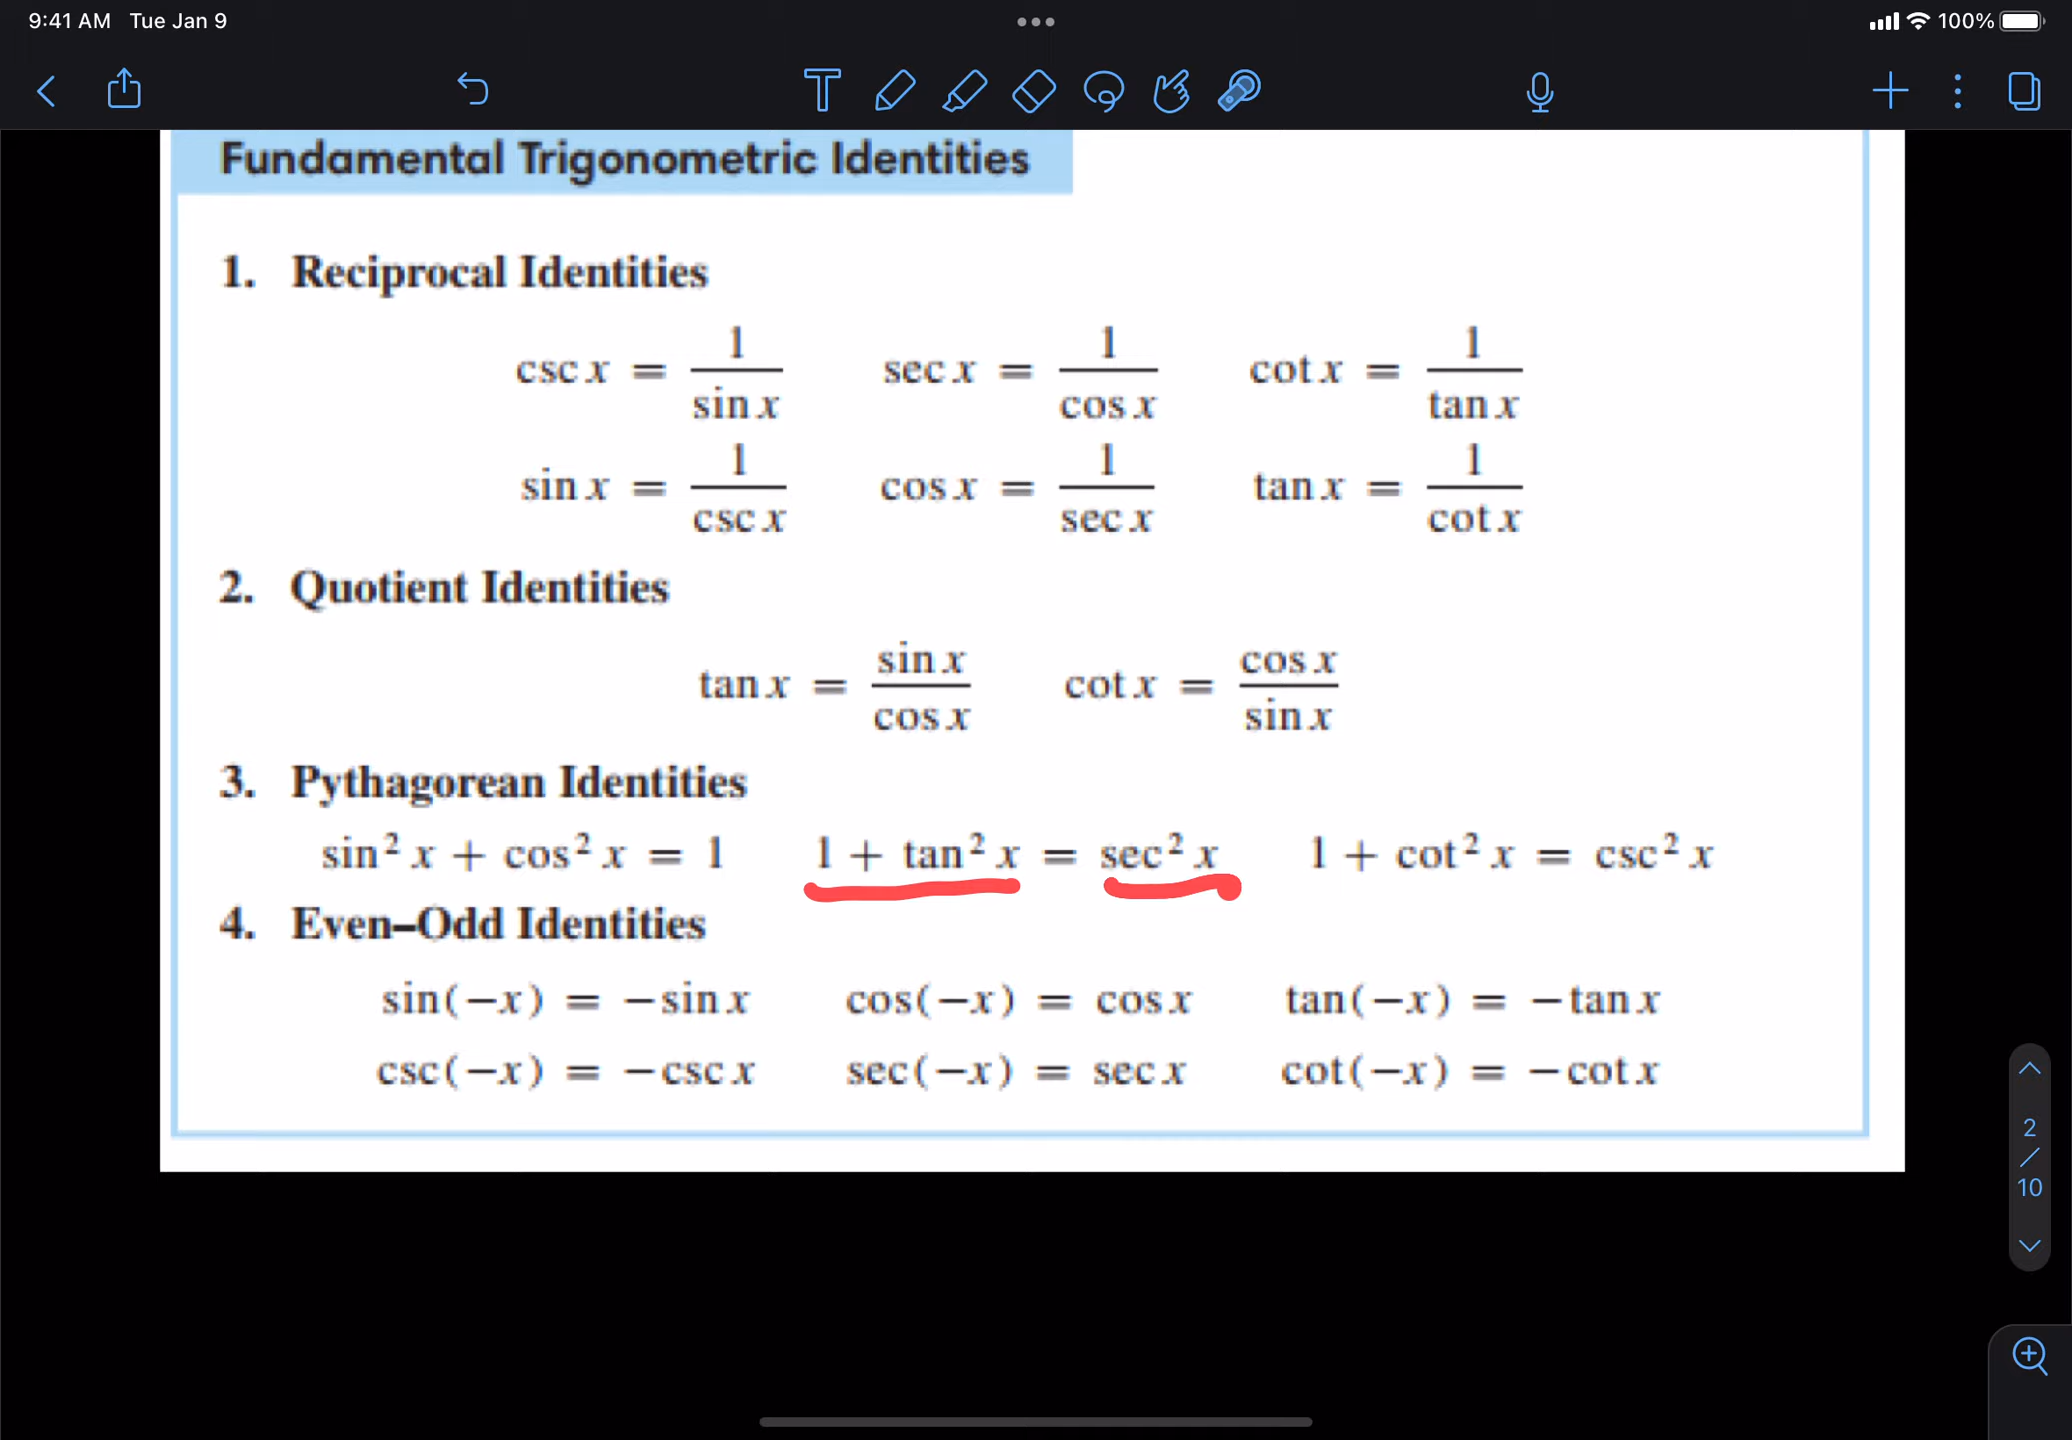 9:41 AM Tue Jan 9
100%
Fundamental Trigonometric Identities
1. Reciprocal Identities
csc x = 1/sin x sec x = 1/cos x cot x = 1/tan x
sin x = 1/csc x cos x = 1/sec x tan x = 1/cot x
2. Quotient Identities
tan x = sin x/cos x cot x = cos x/sin x
3. Pythagorean Identities
sin² x + cos² x = 1 1 + tan² x = sec² x 1 + cot² x = csc² x
4. Even–Odd Identities
sin(−x) = −sin x cos(−x) = cos x tan(−x) = −tan x
csc(−x) = −csc x sec(−x) = sec x cot(−x) = −cot x
2
/
10